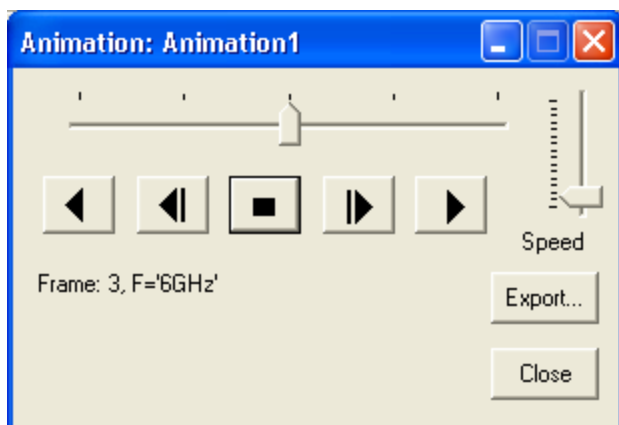 Animation: Animation1
Speed
Frame: 3, F='6GHz'
Export...
Close